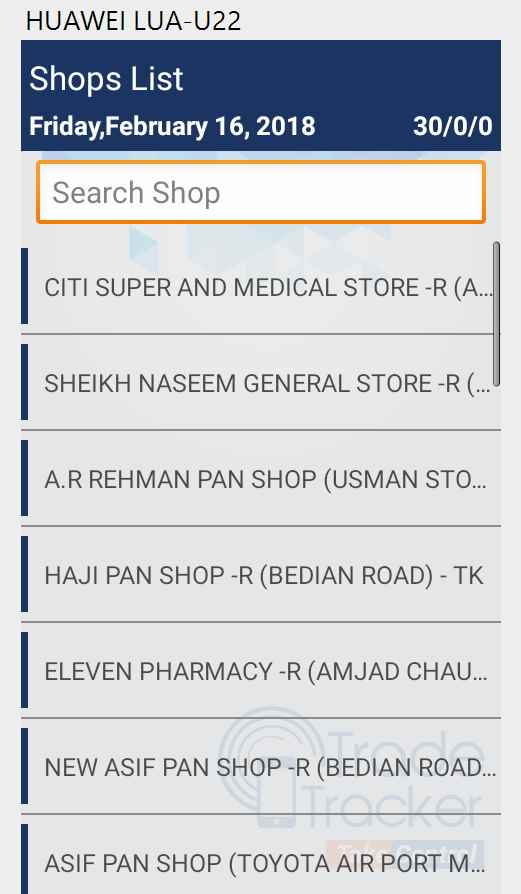 HUAWEI LUA-U22
Shops List
Friday,February 16, 2018 30/0/0
Search Shop
CITI SUPER AND MEDICAL STORE -R (A...
SHEIKH NASEEM GENERAL STORE -R (...
A.R REHMAN PAN SHOP (USMAN STO...
HAJI PAN SHOP -R (BEDIAN ROAD) - TK
ELEVEN PHARMACY -R (AMJAD CHAU...
NEW ASIF PAN SHOP -R (BEDIAN ROAD...
Trade
Tracker
Take Control
ASIF PAN SHOP (TOYOTA AIR PORT M...